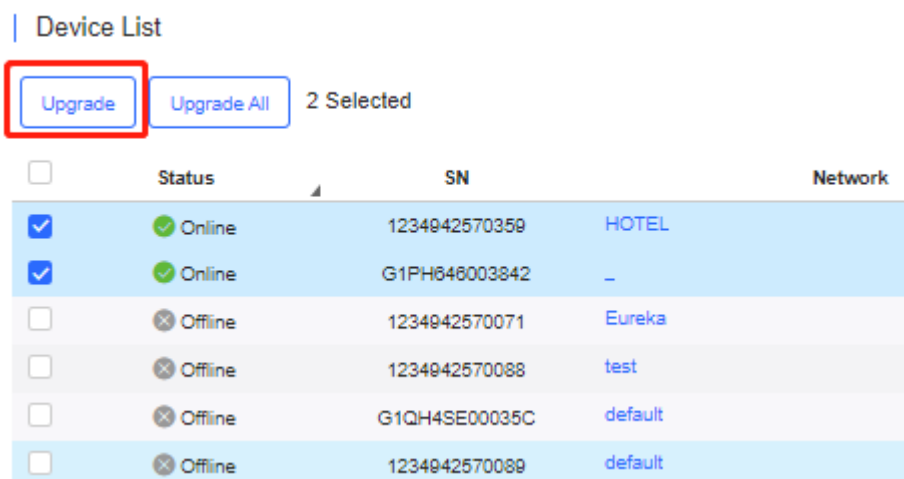 Device List
Upgrade Upgrade All 2 Selected
Status SN Network
Online 1234942570359 HOTEL
Online G1PH646003842 _
Offline 1234942570071 Eureka
Offline 1234942570088 test
Offline G1QH4SE00035C default
Offline 1234942570089 default